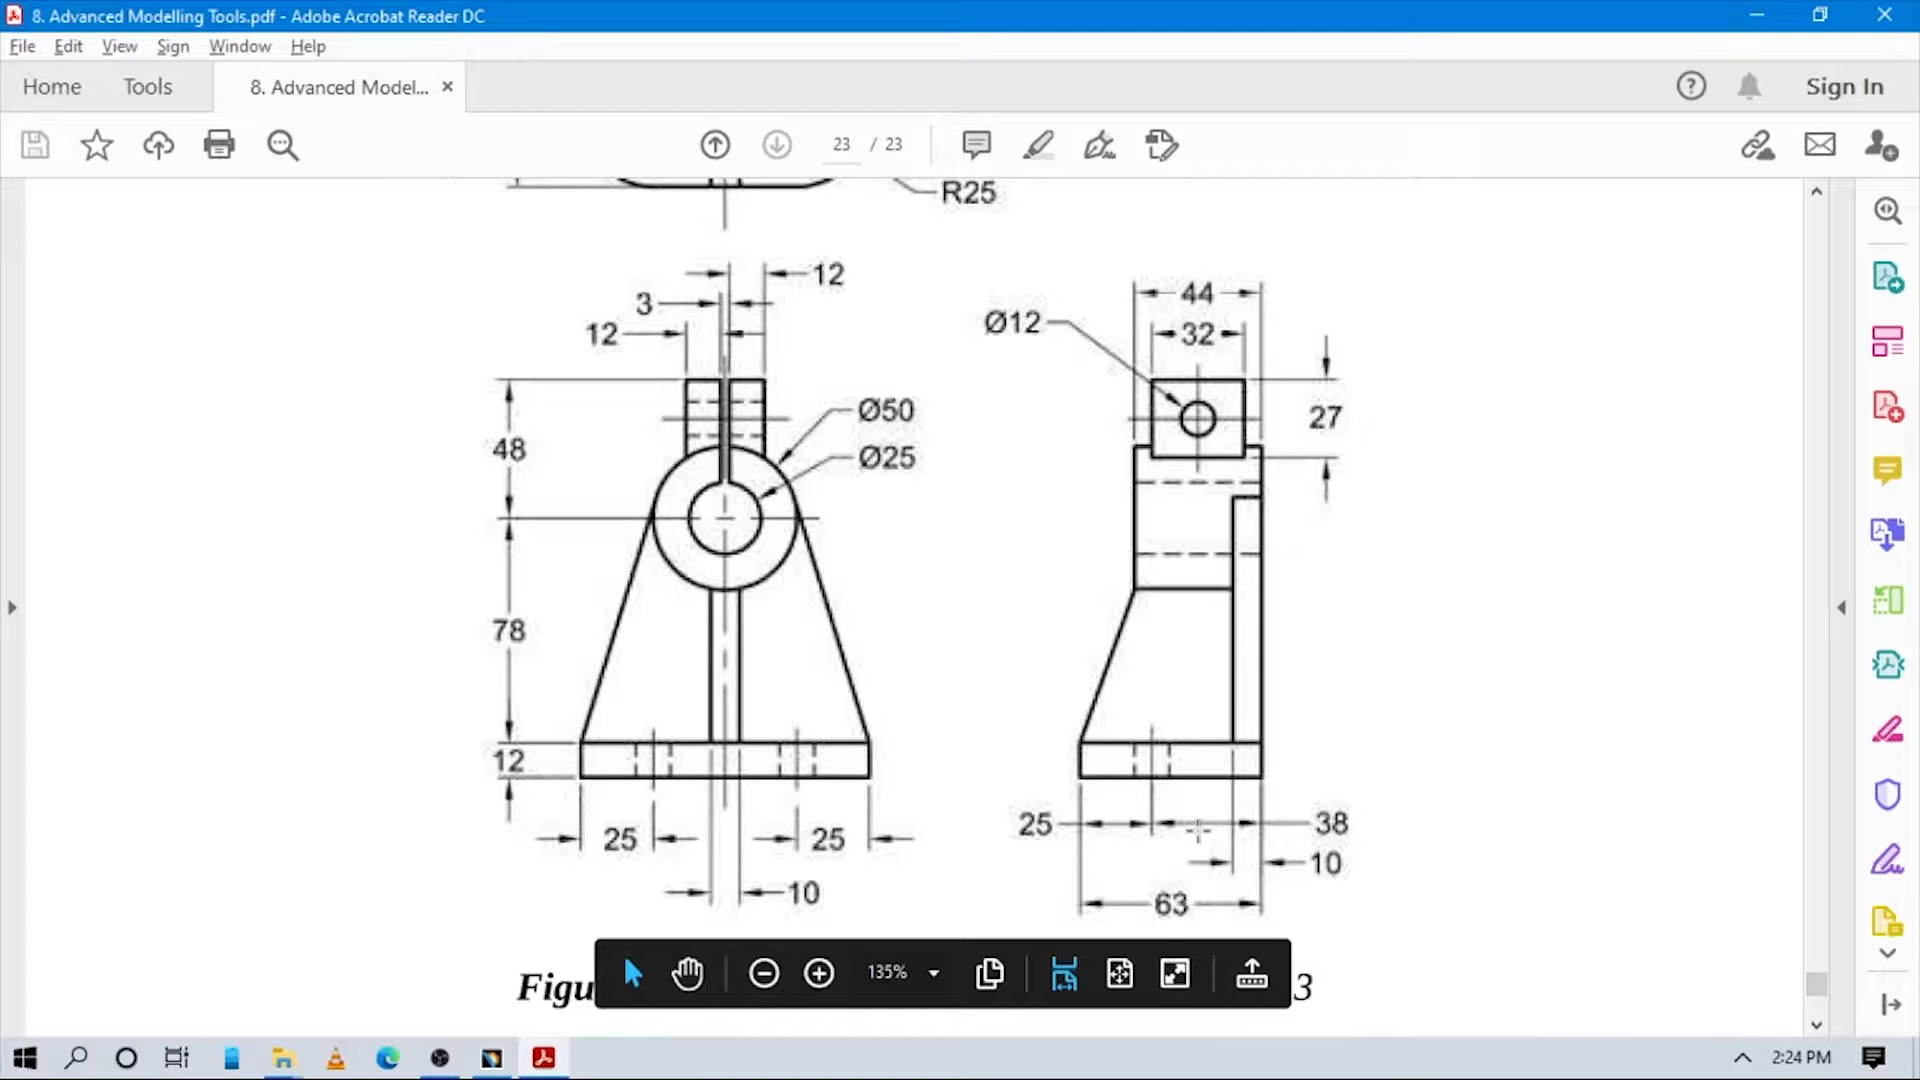 8. Advanced Modelling Tools.pdf - Adobe Acrobat Reader DC
File Edit View Sign Window Help
Home Tools 8. Advanced Model... × Sign In
23 / 23
R25
12
3
12
44
Ø12
32
Ø50
27
48
Ø25
78
12
25
38
25
25
10
10
63
Figu
135%
3
2:24 PM